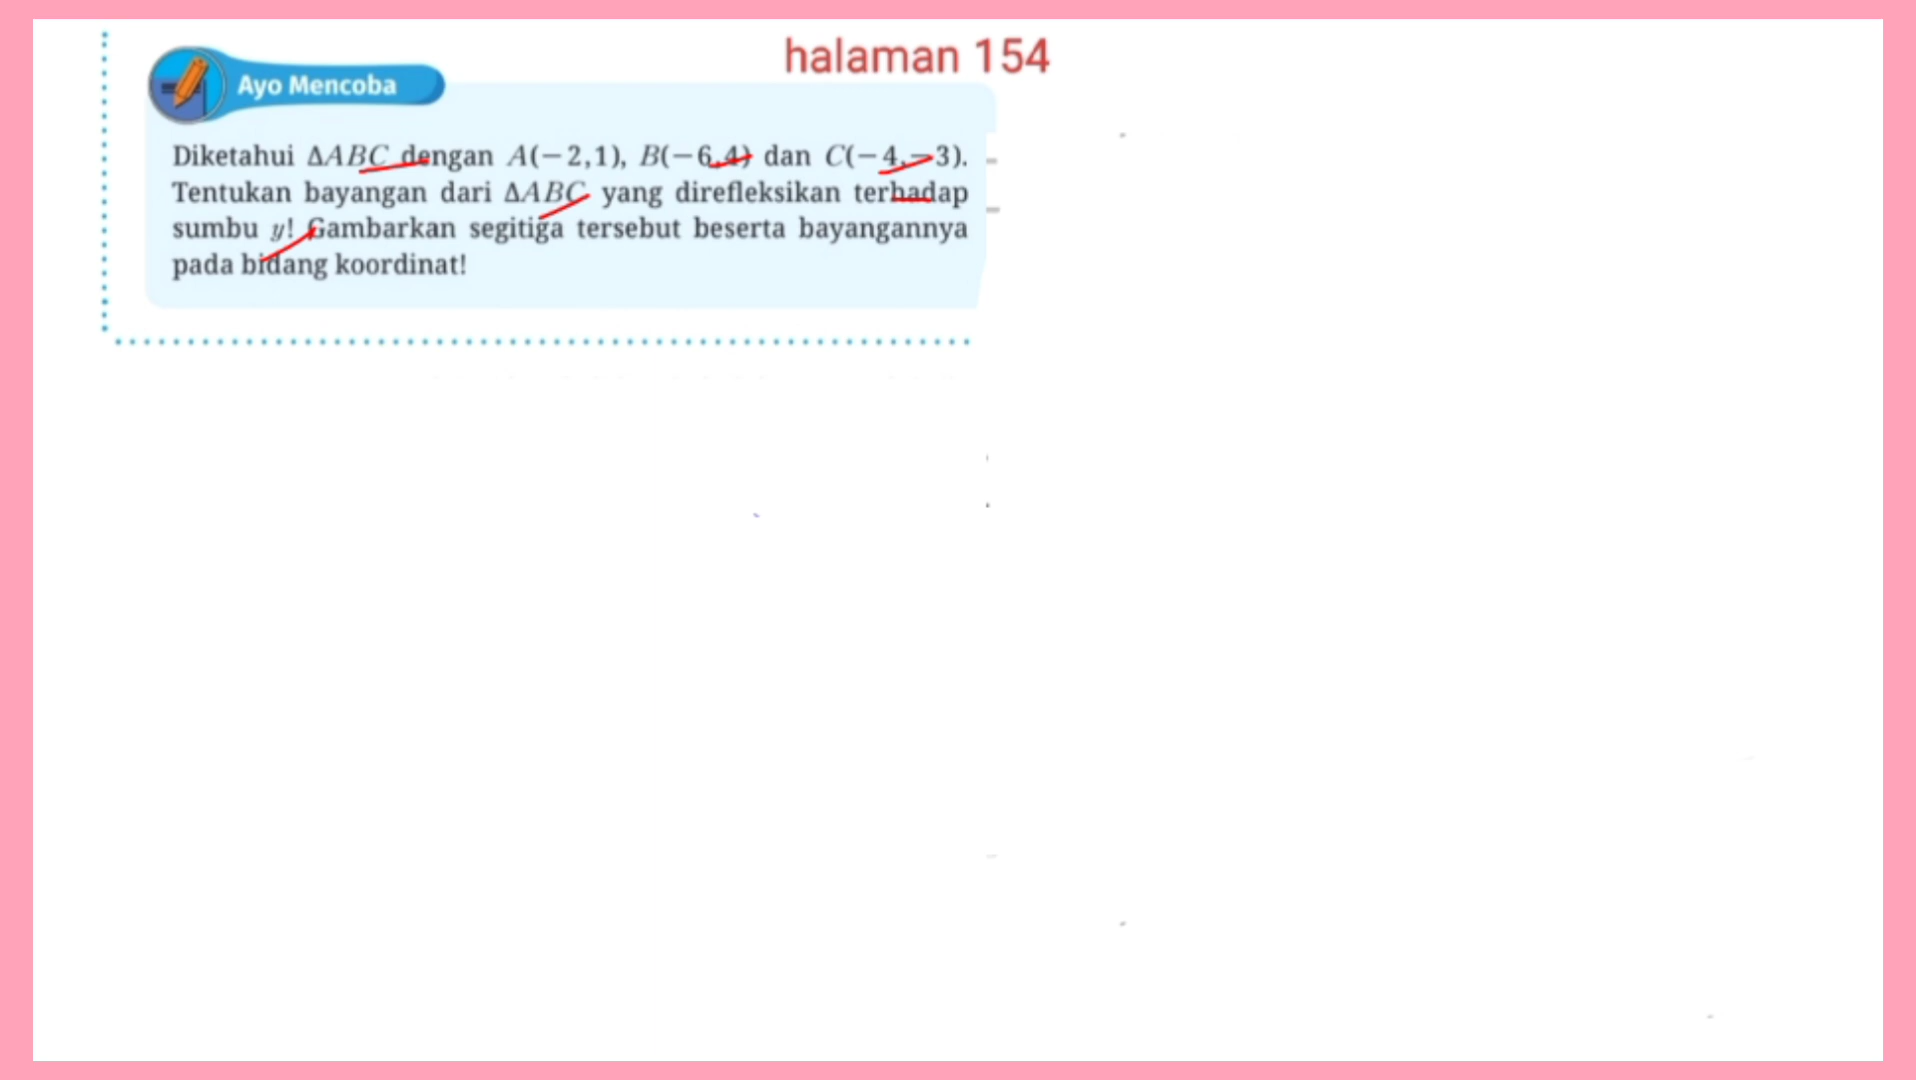 halaman 154
Ayo Mencoba
Diketahui ΔABC dengan A(−2,1), B(−6,4) dan C(−4,−3).
Tentukan bayangan dari ΔABC yang direfleksikan terhadap
sumbu y! Gambarkan segitiga tersebut beserta bayangannya
pada bidang koordinat!